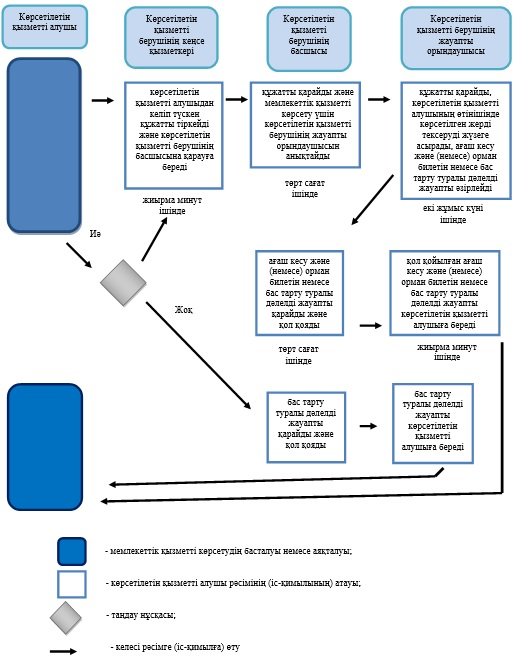 Көрсетілетін
қызметті алушы
Көрсетілетін
қызметті
берушінің кеңсе
қызметкері
Көрсетілетін
қызметті
берушінің
басшысы
Көрсетілетін
қызметті берушінің
жауапты
орындаушысы
көрсетілетін
қызметті алушыдан
келіп түскен
құжатты тіркейді
және көрсетілетін
қызметті берушінің
басшысына қарауға
береді
жиырма минут
ішінде
құжатты қарайды және
мемлекеттік қызметті
көрсету үшін
көрсетілетін қызметті
берушінің жауапты
орындаушысын
анықтайды
төрт сағат
ішінде
құжатты қарайды,
көрсетілетін қызметті
алушының өтінішінде
көрсетілген жерді
тексеруді жүзеге
асырады, ағаш кесу
және (немесе) орман
билетін немесе бас
тарту туралы дәлелді
жауапты әзірлейді
екі жұмыс күні
ішінде
Иә
Жоқ
ағаш кесу және
(немесе) орман
билетін немесе
бас тарту туралы
дәлелді жауапты
қарайды және
қол қояды
төрт сағат
ішінде
қол қойылған ағаш
кесу және (немесе)
орман билетін немесе
бас тарту туралы
дәлелді жауапты
көрсетілетін қызметті
алушыға береді
жиырма минут
ішінде
бас тарту
туралы дәлелді
жауапты
қарайды және
қол қояды
бас тарту
туралы дәлелді
жауапты
көрсетілетін
қызметті
алушыға береді
- мемлекеттік қызметті көрсетудің басталуы немесе аяқталуы;
- көрсетілетін қызметті алушы рәсімінің (іс-қимылының) атауы;
- таңдау нұсқасы;
- келесі рәсімге (іс-қимылға) өту